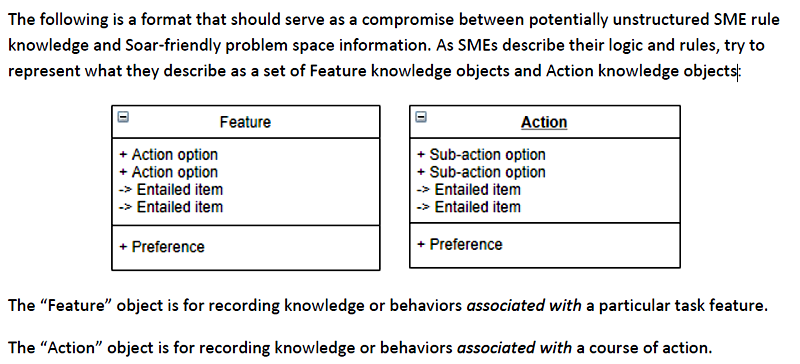 The following is a format that should serve as a compromise between potentially unstructured SME rule
knowledge and Soar-friendly problem space information. As SMEs describe their logic and rules, try to
represent what they describe as a set of Feature knowledge objects and Action knowledge objects:
Feature
+ Action option
+ Action option
-> Entailed item
-> Entailed item
+ Preference
Action
+ Sub-action option
+ Sub-action option
-> Entailed item
-> Entailed item
+ Preference
The “Feature” object is for recording knowledge or behaviors associated with a particular task feature.
The “Action” object is for recording knowledge or behaviors associated with a course of action.